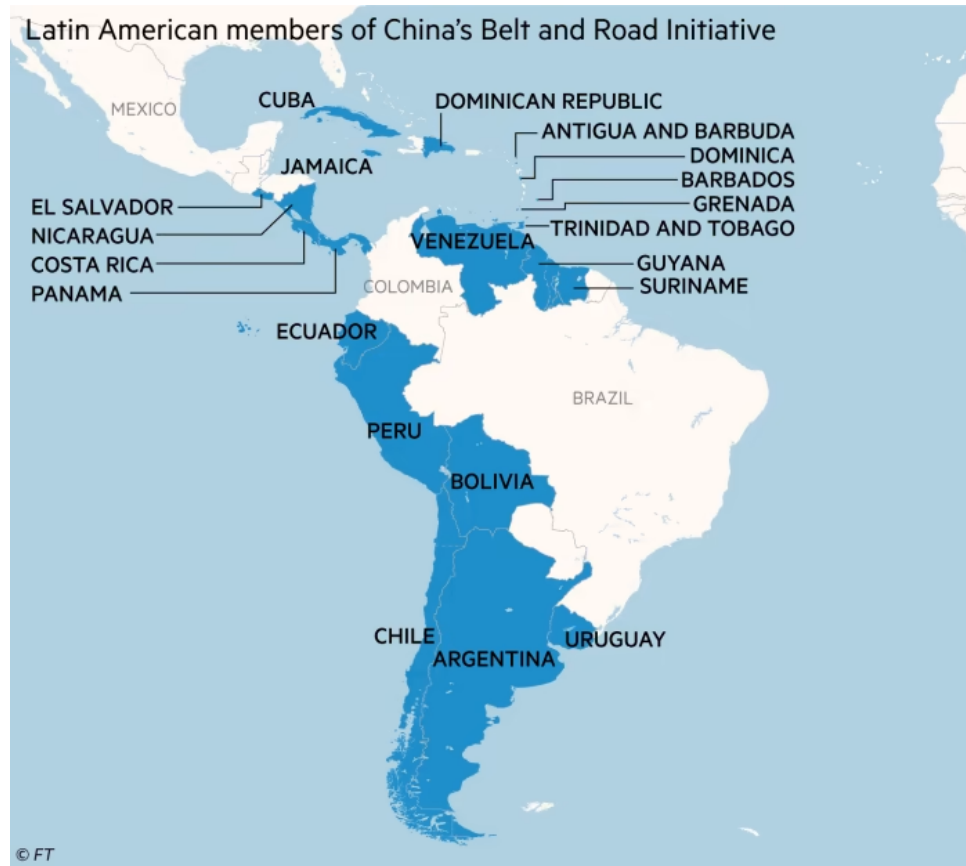 Latin American members of China's Belt and Road Initiative
CUBA
DOMINICAN REPUBLIC
MEXICO
ANTIGUA AND BARBUDA
DOMINICA
JAMAICA
BARBADOS
EL SALVADOR
GRENADA
NICARAGUA
TRINIDAD AND TOBAGO
VENEZUELA
COSTA RICA
GUYANA
PANAMA
COLOMBIA
SURINAME
ECUADOR
BRAZIL
PERU
BOLIVIA
CHILE
URUGUAY
ARGENTINA
© FT